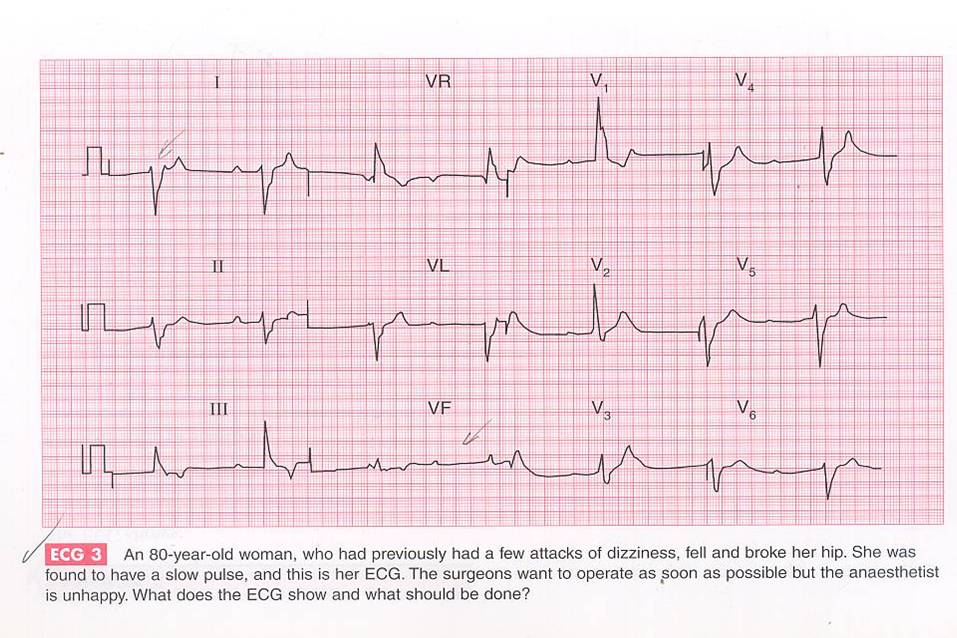 I VR V1 V4
II VL V2 V5
III VF V3 V6
ECG 3 An 80-year-old woman, who had previously had a few attacks of dizziness, fell and broke her hip. She was
found to have a slow pulse, and this is her ECG. The surgeons want to operate as soon as possible but the anaesthetist
is unhappy. What does the ECG show and what should be done?